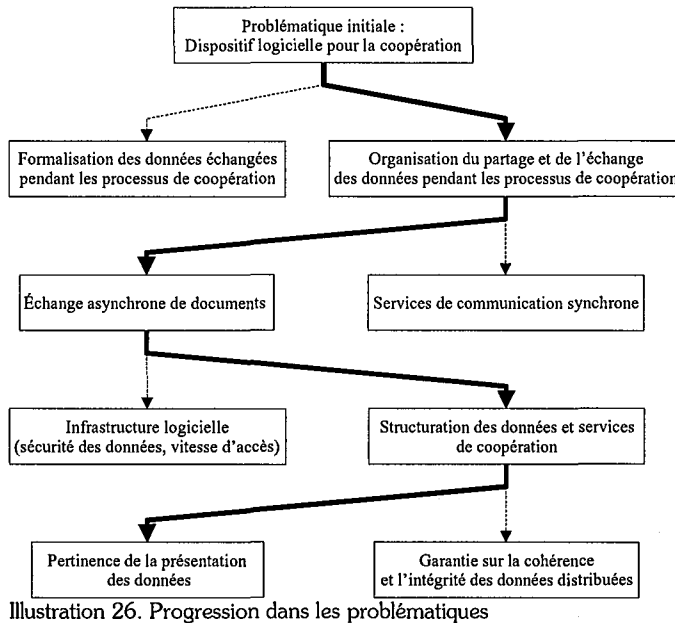 Problématique initiale :
Dispositif logicielle pour la coopération
Formalisation des données échangées
pendant les processus de coopération
Organisation du partage et de l'échange
des données pendant les processus de coopération
Échange asynchrone de documents
Services de communication synchrone
Infrastructure logicielle
(sécurité des données, vitesse d'accès)
Structuration des données et services
de coopération
Pertinence de la présentation
des données
Garantie sur la cohérence
et l'intégrité des données distribuées
Illustration 26. Progression dans les problématiques